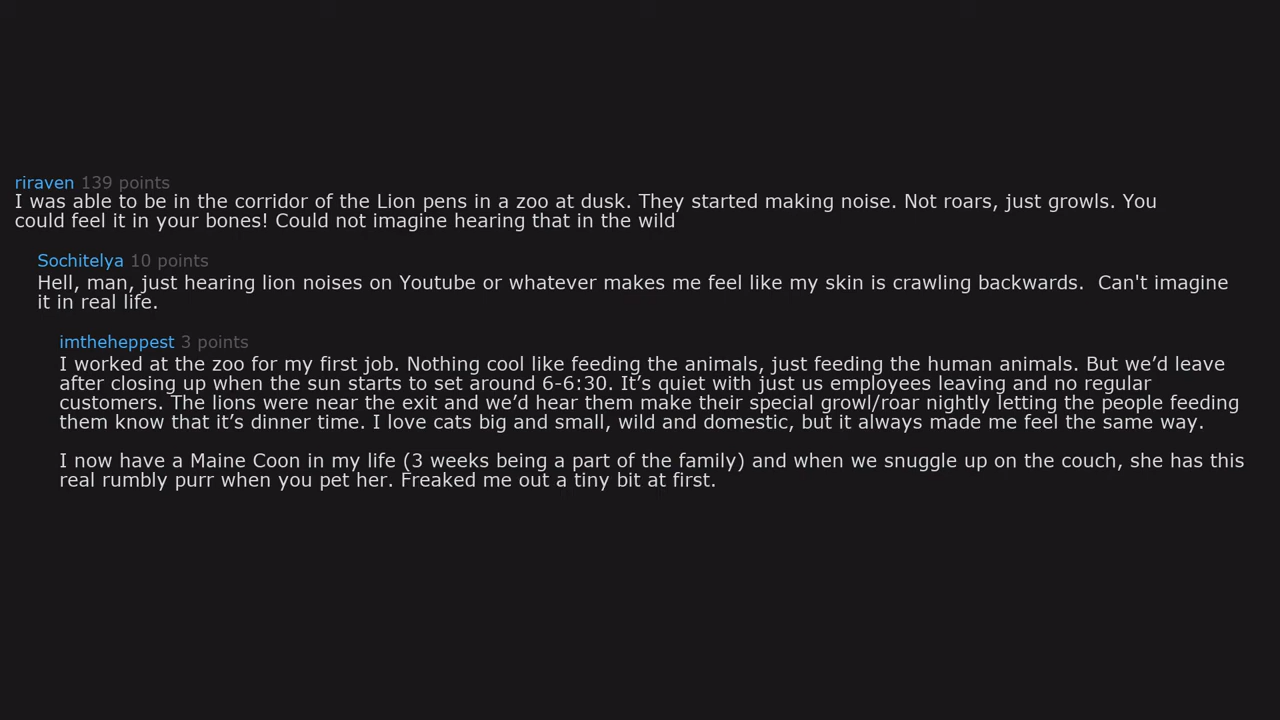 riraven 139 points
I was able to be in the corridor of the Lion pens in a zoo at dusk. They started making noise. Not roars, just growls. You
could feel it in your bones! Could not imagine hearing that in the wild
Sochitelya 10 points
Hell, man, just hearing lion noises on Youtube or whatever makes me feel like my skin is crawling backwards.  Can't imagine
it in real life.
imtheheppest 3 points
I worked at the zoo for my first job. Nothing cool like feeding the animals, just feeding the human animals. But we’d leave
after closing up when the sun starts to set around 6-6:30. It’s quiet with just us employees leaving and no regular
customers. The lions were near the exit and we’d hear them make their special growl/roar nightly letting the people feeding
them know that it’s dinner time. I love cats big and small, wild and domestic, but it always made me feel the same way.
I now have a Maine Coon in my life (3 weeks being a part of the family) and when we snuggle up on the couch, she has this
real rumbly purr when you pet her. Freaked me out a tiny bit at first.